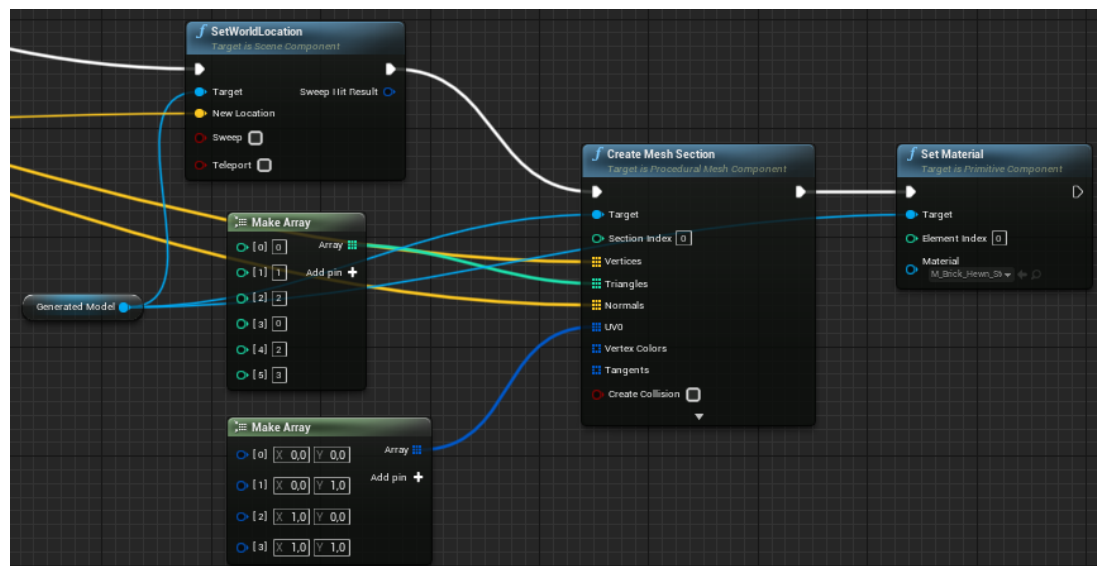 SetWorldLocation
Target is Scene Component
Target
Sweep Hit Result
New Location
Sweep
Teleport
Make Array
[0] 0
Array
[1] 1
Add pin
[2] 2
[3] 0
[4] 2
[5] 3
Generated Model
Make Array
[0] X 0,0 Y 0,0
Array
[1] X 0,0 Y 1,0
Add pin
[2] X 1,0 Y 0,0
[3] X 1,0 Y 1,0
Create Mesh Section
Target is Procedural Mesh Component
Target
Section Index 0
Vertices
Triangles
Normals
UV0
Vertex Colors
Tangents
Create Collision
Set Material
Target is Primitive Component
Target
Element Index 0
Material
M_Brick_Hewn_St